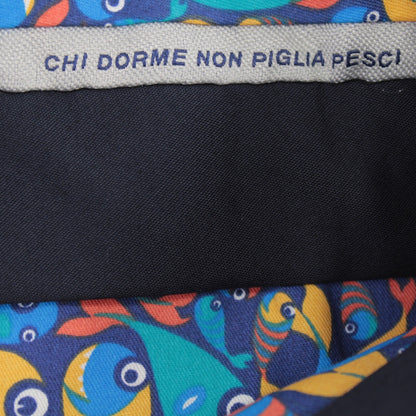 CHI DORME NON PIGLIA PESCI